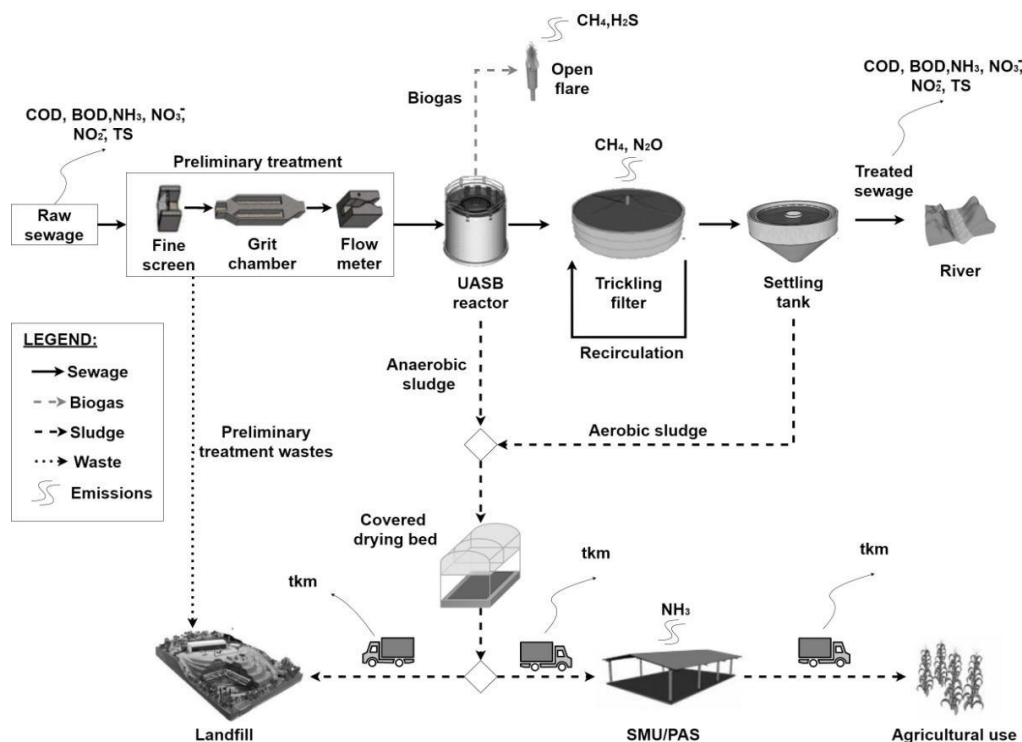 CH₄,H₂S
Open
flare
Biogas
COD, BOD,NH₃, NO₃⁻,
NO₂⁻, TS
COD, BOD,NH₃, NO₃⁻,
NO₂⁻, TS
Preliminary treatment
CH₄, N₂O
Treated
sewage
Raw
sewage
Fine
screen
Grit
chamber
Flow
meter
UASB
reactor
Trickling
filter
Settling
tank
River
Recirculation
LEGEND:
Sewage
Biogas
Sludge
Waste
Emissions
Anaerobic
sludge
Aerobic sludge
Preliminary
treatment wastes
Covered
drying bed
tkm
tkm
tkm
NH₃
Landfill
SMU/PAS
Agricultural use